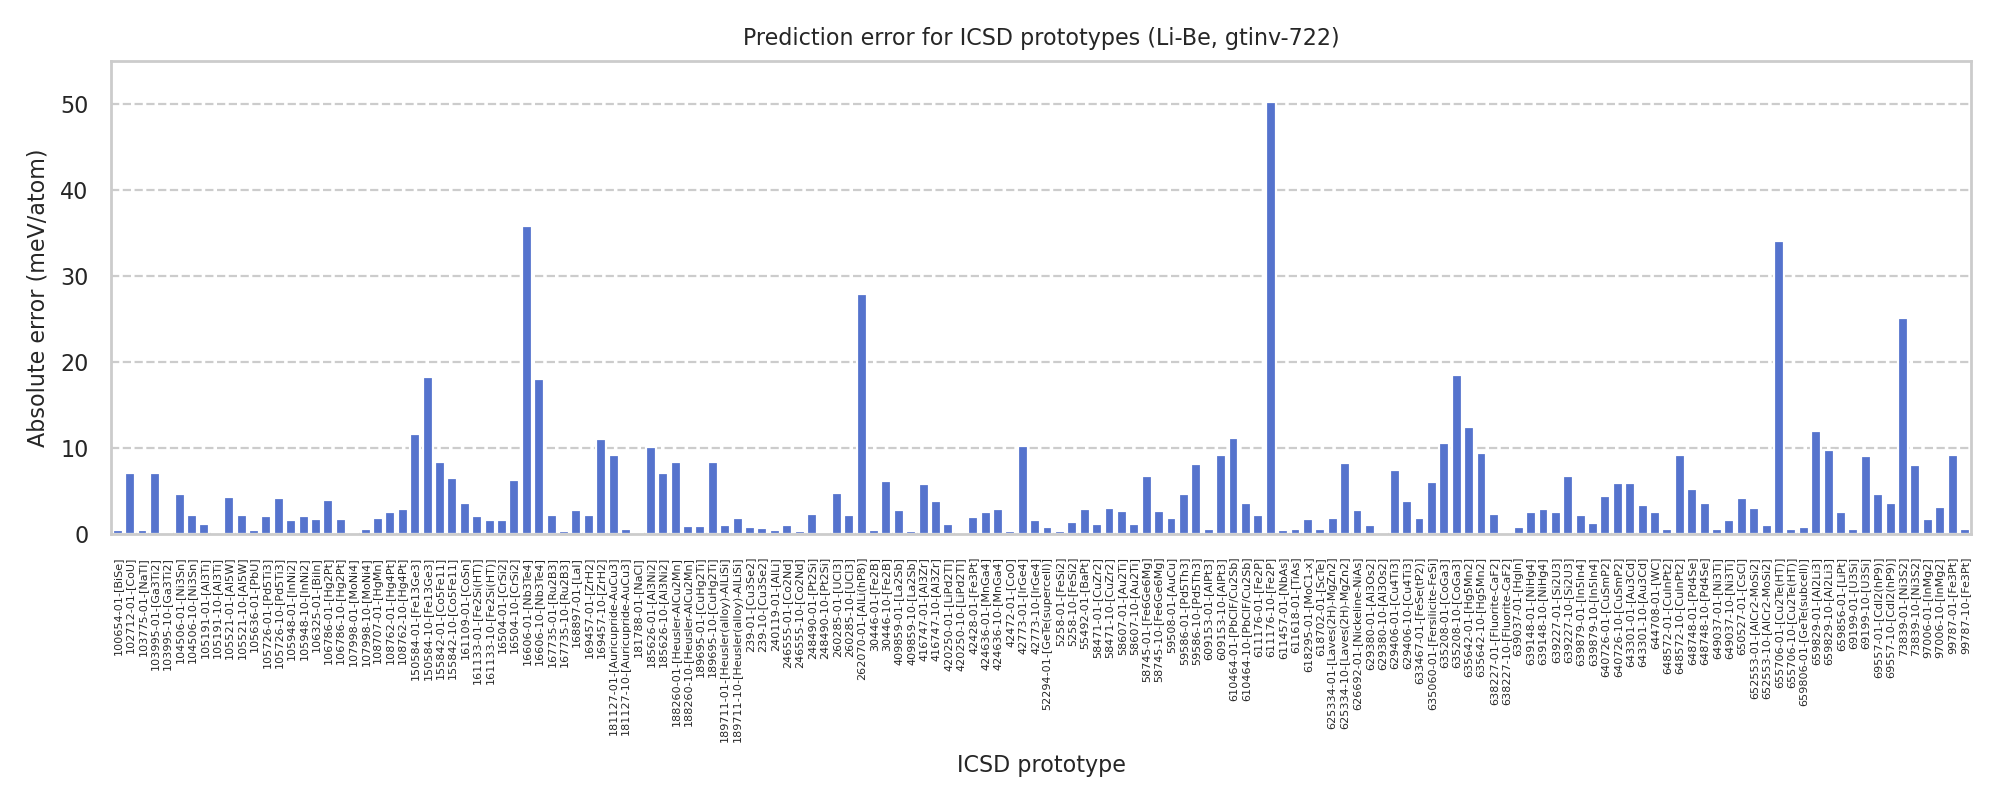 Prediction error for ICSD prototypes (Li-Be, gtinv-722)
Absolute error (meV/atom)
50
40
30
20
10
0
100654-01-[BiSe]
102712-01-[CoU]
103775-01-[NaTl]
103995-01-[Ga3Ti2]
103995-10-[Ga3Ti2]
104506-01-[Ni3Sn]
104506-10-[Ni3Sn]
105191-01-[Al3Ti]
105191-10-[Al3Ti]
105521-01-[Al5W]
105521-10-[Al5W]
105636-01-[PbU]
105726-01-[Pd5Ti3]
105726-10-[Pd5Ti3]
105948-01-[InNi2]
105948-10-[InNi2]
106325-01-[BiIn]
106786-01-[Hg2Pt]
106786-10-[Hg2Pt]
107998-01-[MoNi4]
107998-10-[MoNi4]
108707-01-[HgMn]
108762-01-[Hg4Pt]
108762-10-[Hg4Pt]
150584-01-[Fe13Ge3]
150584-10-[Fe13Ge3]
155842-01-[Co5Fe11]
155842-10-[Co5Fe11]
161109-01-[CoSn]
161133-01-[Fe2Si(HT)]
161133-10-[Fe2Si(HT)]
16504-01-[CrSi2]
16504-10-[CrSi2]
16606-01-[Nb3Te4]
16606-10-[Nb3Te4]
167735-01-[Ru2B3]
167735-10-[Ru2B3]
168897-01-[LaI]
169457-01-[ZrH2]
169457-10-[ZrH2]
181127-01-[Auricupride-AuCu3]
181127-10-[Auricupride-AuCu3]
181788-01-[NaCl]
185626-01-[Al3Ni2]
185626-10-[Al3Ni2]
188260-01-[Heusler-AlCu2Mn]
188260-10-[Heusler-AlCu2Mn]
189695-01-[CuHg2Ti]
189695-10-[CuHg2Ti]
189711-01-[Heusler(alloy)-AlLiSi]
189711-10-[Heusler(alloy)-AlLiSi]
239-01-[Cu3Se2]
239-10-[Cu3Se2]
240119-01-[AlLi]
246555-01-[Co2Nd]
246555-10-[Co2Nd]
248490-01-[Pt2Si]
248490-10-[Pt2Si]
260285-01-[UCl3]
260285-10-[UCl3]
262070-01-[AlLi(hP8)]
30446-01-[Fe2B]
30446-10-[Fe2B]
409859-01-[La2Sb]
409859-10-[La2Sb]
416747-01-[Al3Zr]
416747-10-[Al3Zr]
420250-01-[LiPd2Tl]
420250-10-[LiPd2Tl]
42428-01-[Fe3Pt]
424636-01-[MnGa4]
424636-10-[MnGa4]
42472-01-[CoO]
42773-01-[IrGe4]
42773-10-[IrGe4]
52294-01-[GeTe(supercell)]
5258-01-[FeSi2]
5258-10-[FeSi2]
55492-01-[BaPt]
58471-01-[CuZr2]
58471-10-[CuZr2]
58607-01-[Au2Ti]
58607-10-[Au2Ti]
58745-01-[Fe6Ge6Mg]
58745-10-[Fe6Ge6Mg]
59508-01-[AuCu]
59586-01-[Pd5Th3]
59586-10-[Pd5Th3]
609153-01-[AlPt3]
609153-10-[AlPt3]
610464-01-[PbClF/Cu2Sb]
610464-10-[PbClF/Cu2Sb]
611176-01-[Fe2P]
611176-10-[Fe2P]
611457-01-[NbAs]
611618-01-[TiAs]
618295-01-[MoC1-x]
618702-01-[ScTe]
625334-01-[Laves(2H)-MgZn2]
625334-10-[Laves(2H)-MgZn2]
626692-01-[Nickeline-NiAs]
629380-01-[Al3Os2]
629380-10-[Al3Os2]
629406-01-[Cu4Ti3]
629406-10-[Cu4Ti3]
633467-01-[FeSe(tP2)]
635060-01-[Fersilicite-FeSi]
635208-01-[CoGa3]
635208-10-[CoGa3]
635642-01-[Hg5Mn2]
635642-10-[Hg5Mn2]
638227-01-[Fluorite-CaF2]
638227-10-[Fluorite-CaF2]
639037-01-[HgIn]
639148-01-[NiHg4]
639148-10-[NiHg4]
639227-01-[Si2U3]
639227-10-[Si2U3]
639879-01-[In5In4]
639879-10-[In5In4]
640726-01-[CuSmP2]
640726-10-[CuSmP2]
643301-01-[Au3Cd]
643301-10-[Au3Cd]
644708-01-[WC]
648572-01-[CuInPt2]
648572-10-[CuInPt2]
648748-01-[Pd4Se]
648748-10-[Pd4Se]
649037-01-[Ni3Ti]
649037-10-[Ni3Ti]
650527-01-[CsCl]
652553-01-[AlCr2-MoSi2]
652553-10-[AlCr2-MoSi2]
655706-01-[Cu2Te(HT)]
655706-10-[Cu2Te(HT)]
659806-01-[GeTe(subcell)]
659829-01-[Al2Li3]
659829-10-[Al2Li3]
659856-01-[LiPt]
69199-01-[U3Si]
69199-10-[U3Si]
69557-01-[CdI2(hP9)]
69557-10-[CdI2(hP9)]
73839-01-[Ni3S2]
73839-10-[Ni3S2]
97006-01-[InMg2]
97006-10-[InMg2]
99787-01-[Fe3Pt]
99787-10-[Fe3Pt]
ICSD prototype